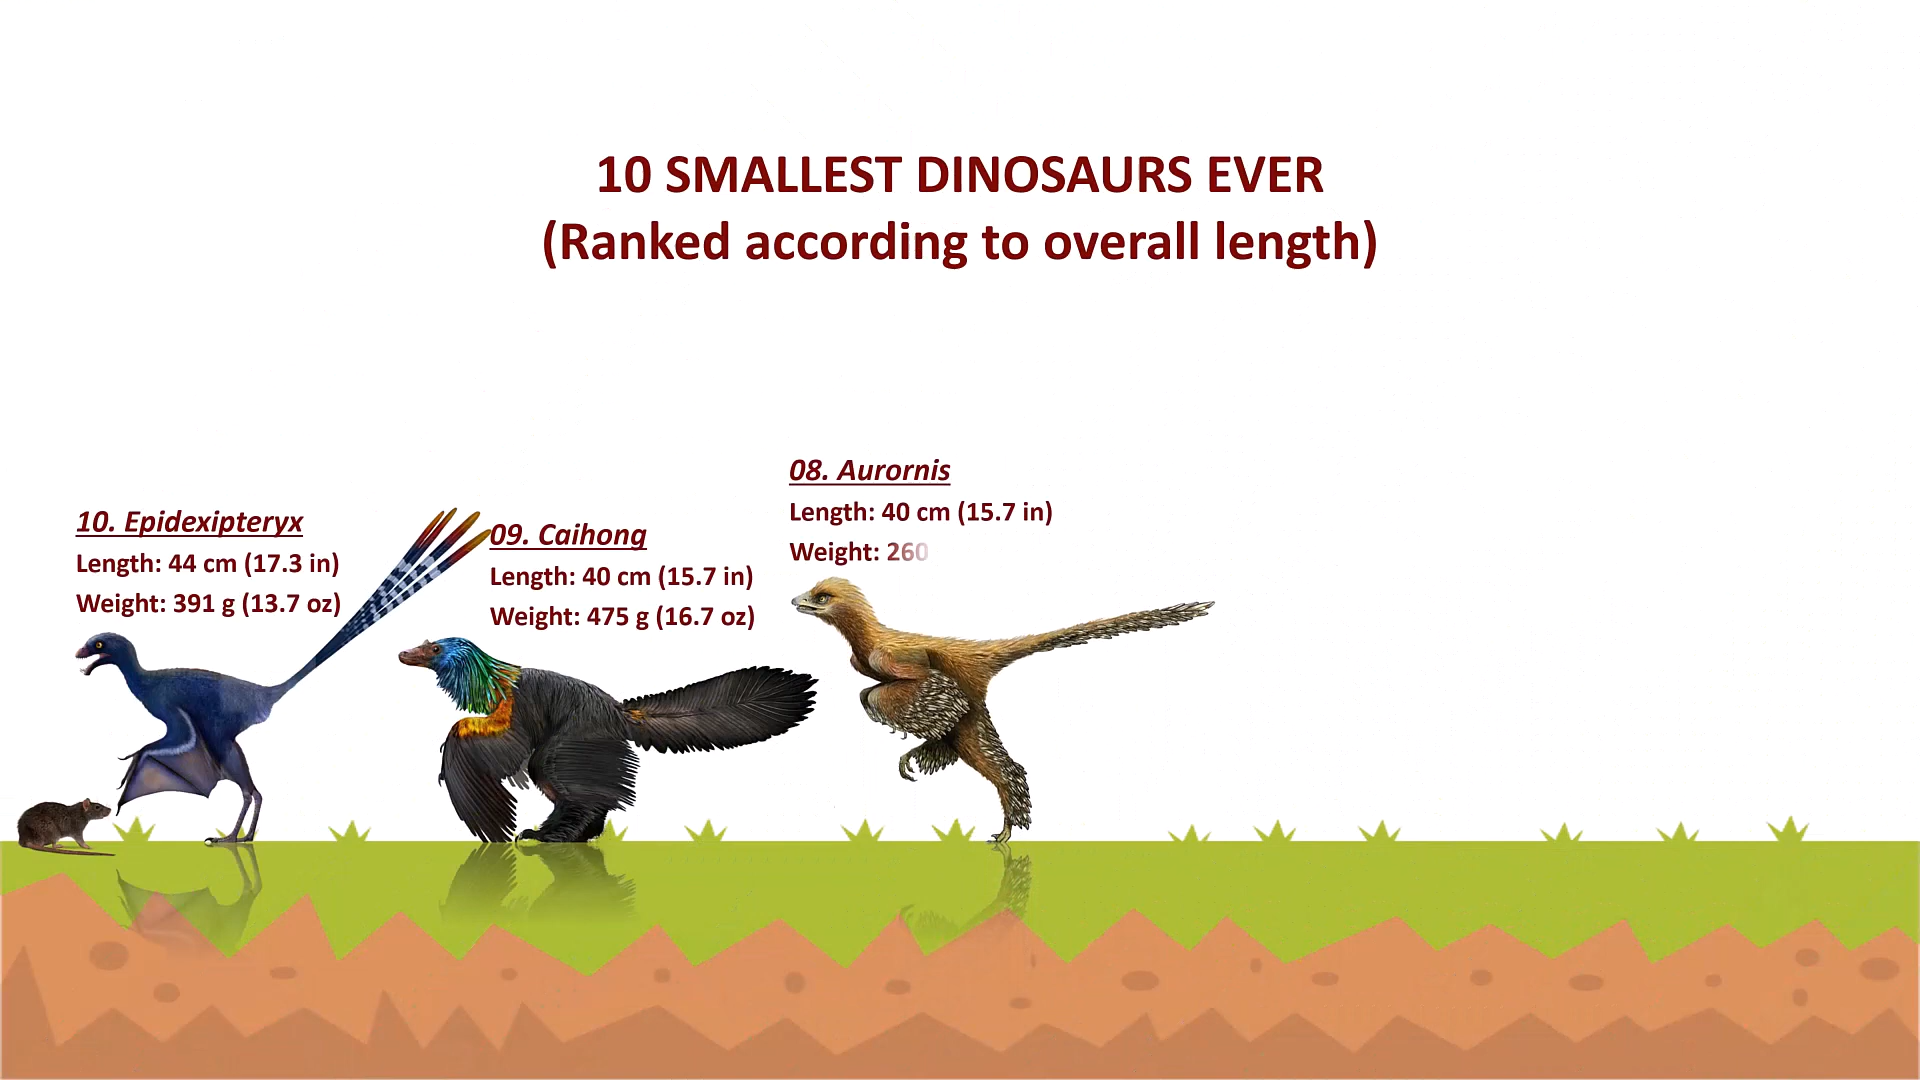 10 SMALLEST DINOSAURS EVER
(Ranked according to overall length)
10. Epidexipteryx
Length: 44 cm (17.3 in)
Weight: 391 g (13.7 oz)
09. Caihong
Length: 40 cm (15.7 in)
Weight: 475 g (16.7 oz)
08. Aurornis
Length: 40 cm (15.7 in)
Weight: 260